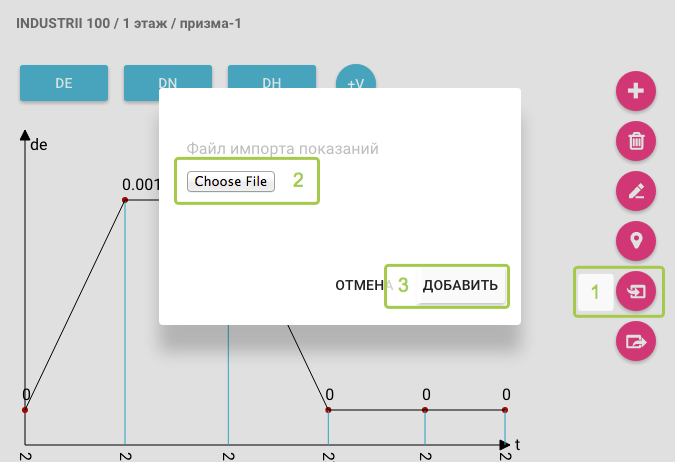 INDUSTRII 100 / 1 этаж / призма-1
DE
DN
DH
+V
de
Файл импорта показаний
Choose File
2
0.001
ОТМЕНА
3
ДОБАВИТЬ
1
0
0
0
0
t
2
2
2
2
2
2